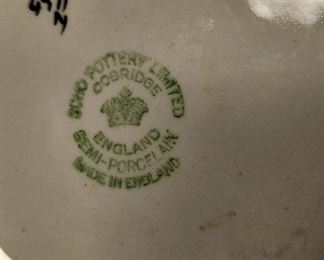 SOHO POTTERY LIMITED
COBRIDGE
ENGLAND
SEMI-PORCELAIN
MADE IN ENGLAND